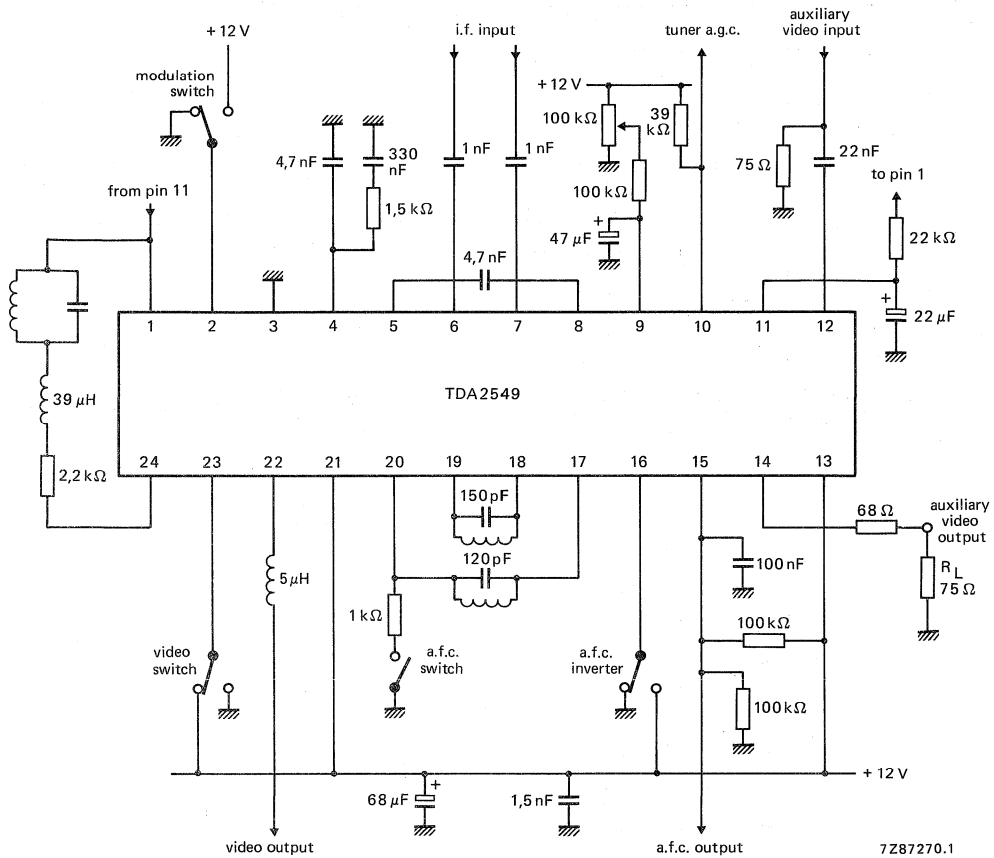 + 12 V
modulation
switch
from pin 11
i.f. input
tuner a.g.c.
auxiliary
video input
+ 12 V
100 kΩ
39
kΩ
4,7 nF
330
nF
1,5 kΩ
1 nF
1 nF
100 kΩ
47 µF
+
4,7 nF
75 Ω
22 nF
to pin 1
22 kΩ
+
22 µF
1
2
3
4
5
6
7
8
9
10
11
12
39 µH
2,2 kΩ
TDA2549
24
23
22
21
20
19
18
17
16
15
14
13
150 pF
120 pF
5 µH
1 kΩ
68 Ω
auxiliary
video
output
RL
75 Ω
100 nF
100 kΩ
100 kΩ
video
switch
a.f.c.
switch
a.f.c.
inverter
+ 12 V
68 µF
+
1,5 nF
video output
a.f.c. output
7Z87270.1